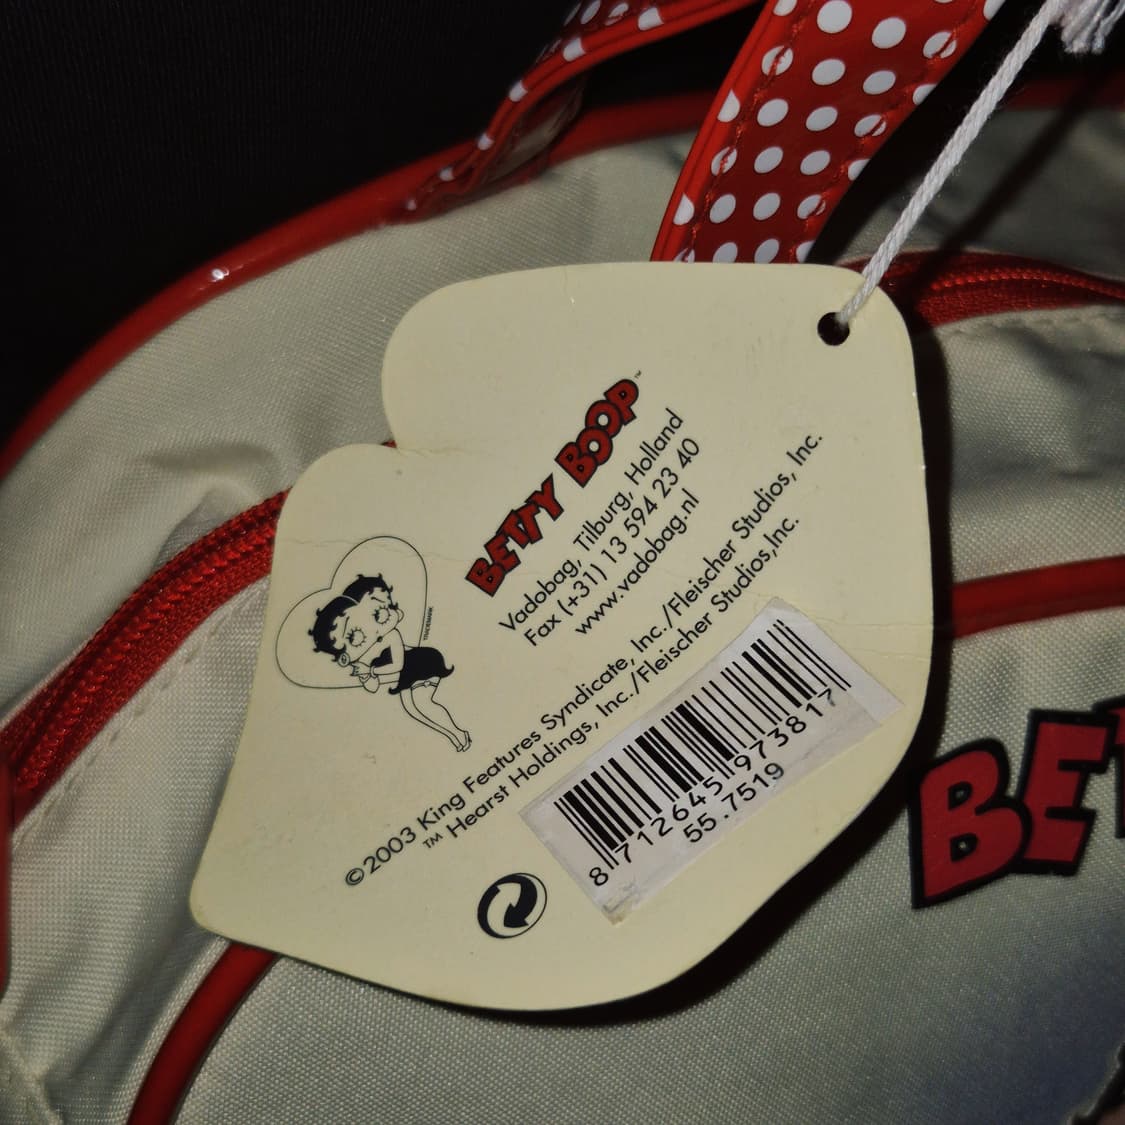 BETTY BOOP™
Vadobag, Tilburg, Holland
Fax (+31) 13 594 23 40
www.vadobag.nl
TRADEMARK
©2003 King Features Syndicate, Inc./Fleischer Studios, Inc.
™ Hearst Holdings, Inc./Fleischer Studios,Inc.
8 712645 973817
55.7519
BET